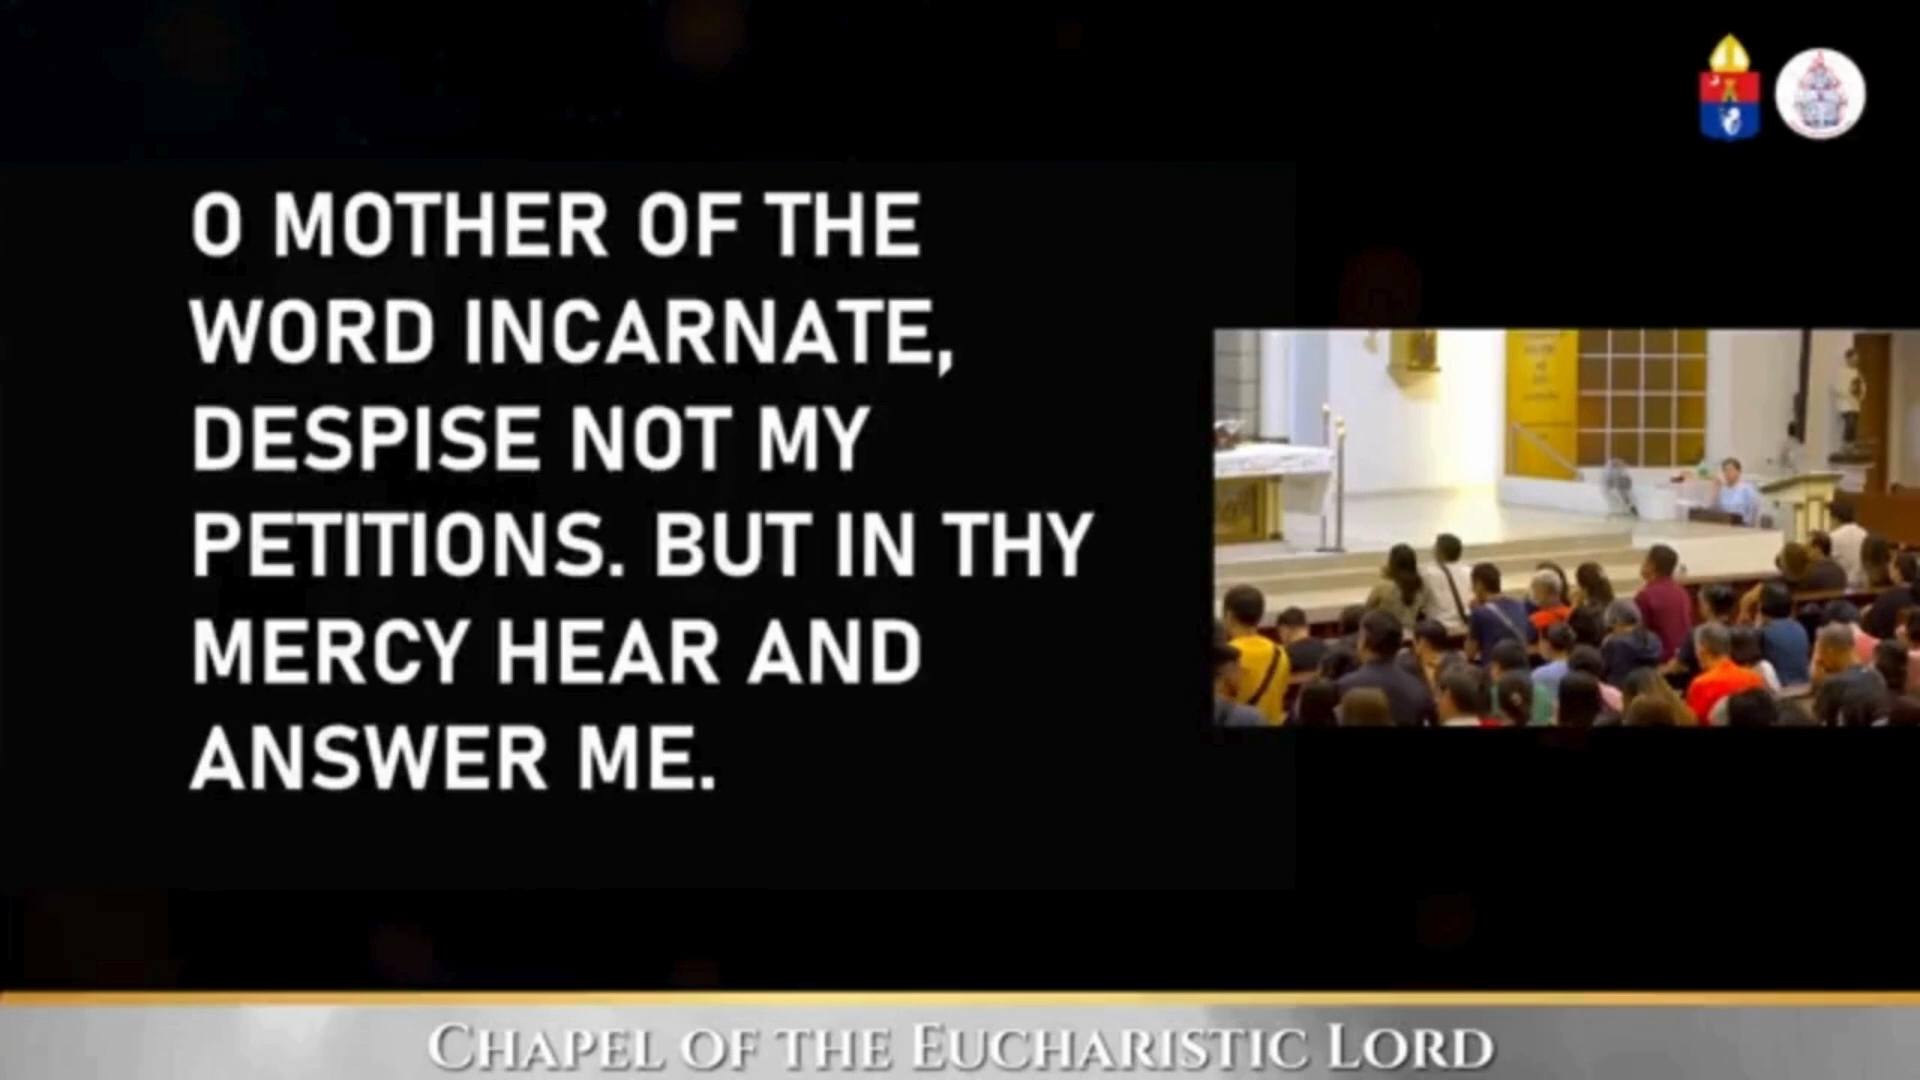 O MOTHER OF THE
WORD INCARNATE,
DESPISE NOT MY
PETITIONS. BUT IN THY
MERCY HEAR AND
ANSWER ME.
CHAPEL OF THE EUCHARISTIC LORD